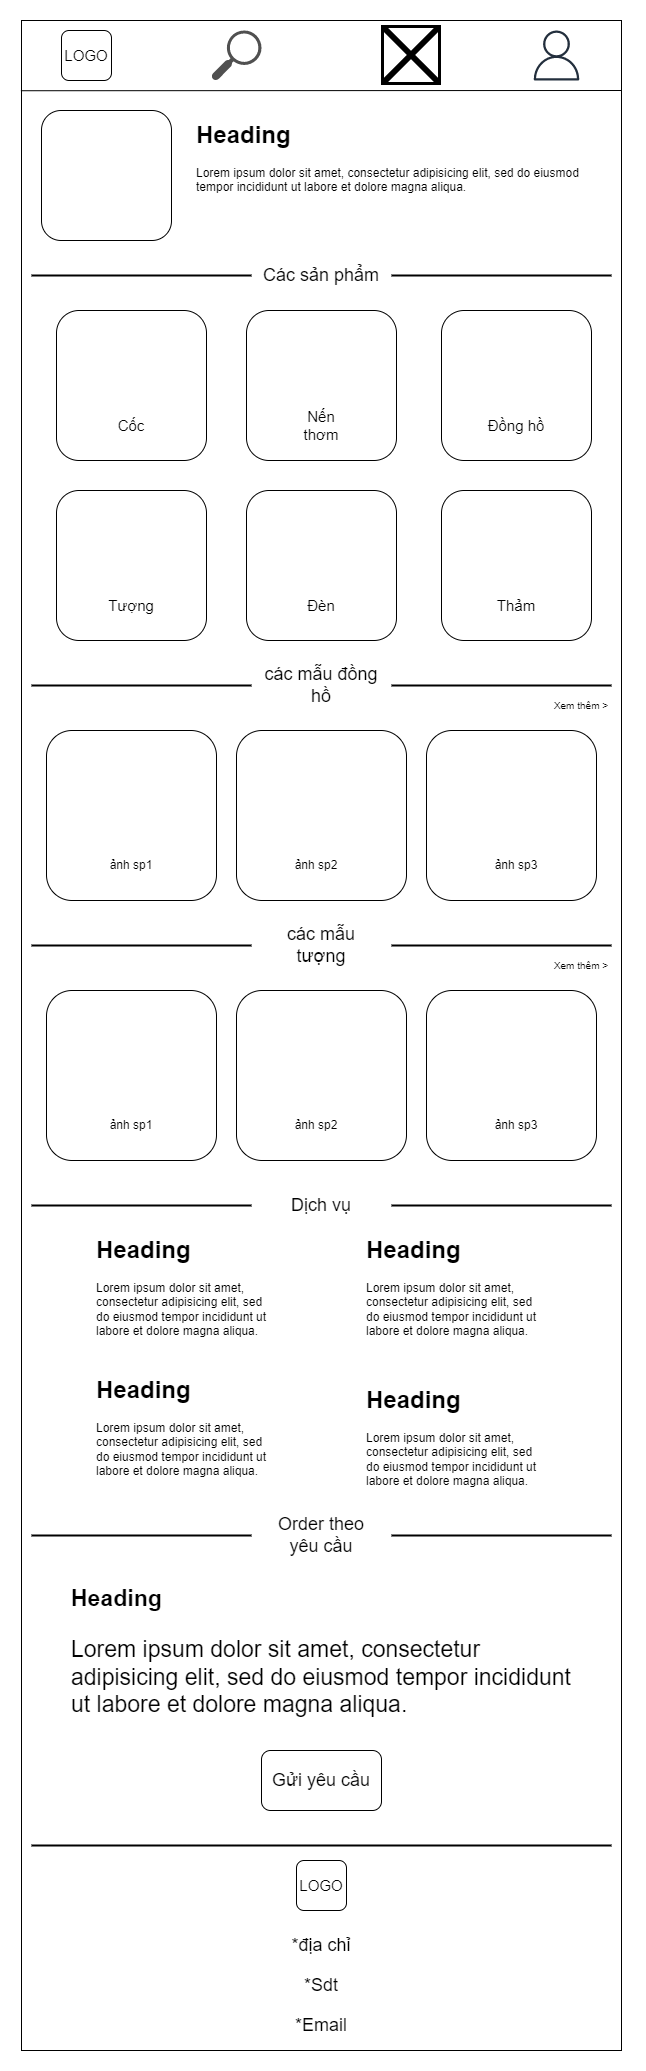 LOGO
Heading
Lorem ipsum dolor sit amet, consectetur adipisicing elit, sed do eiusmod
tempor incididunt ut labore et dolore magna aliqua.
Các sản phẩm
Cốc
Nến
thơm
Đồng hồ
Tượng
Đèn
Thảm
các mẫu đồng
hồ
Xem thêm >
ảnh sp1
ảnh sp2
ảnh sp3
các mẫu
tượng
Xem thêm >
ảnh sp1
ảnh sp2
ảnh sp3
Dịch vụ
Heading
Lorem ipsum dolor sit amet,
consectetur adipisicing elit, sed
do eiusmod tempor incididunt ut
labore et dolore magna aliqua.
Heading
Lorem ipsum dolor sit amet,
consectetur adipisicing elit, sed
do eiusmod tempor incididunt ut
labore et dolore magna aliqua.
Heading
Lorem ipsum dolor sit amet,
consectetur adipisicing elit, sed
do eiusmod tempor incididunt ut
labore et dolore magna aliqua.
Heading
Lorem ipsum dolor sit amet,
consectetur adipisicing elit, sed
do eiusmod tempor incididunt ut
labore et dolore magna aliqua.
Order theo
yêu cầu
Heading
Lorem ipsum dolor sit amet, consectetur
adipisicing elit, sed do eiusmod tempor incididunt
ut labore et dolore magna aliqua.
Gửi yêu cầu
LOGO
*địa chỉ
*Sdt
*Email